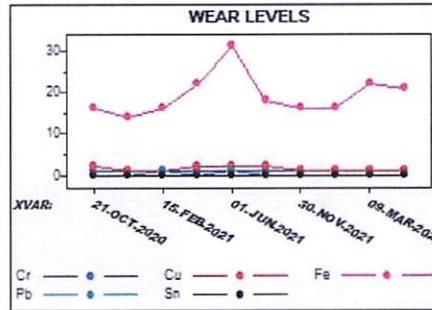 WEAR LEVELS
30
20
10
0
XVAR:
21-OCT-2020
15-FEB-2021
01-JUN-2021
30-NOV-2021
09-MAR-202
Cr
Cu
Fe
Pb
Sn